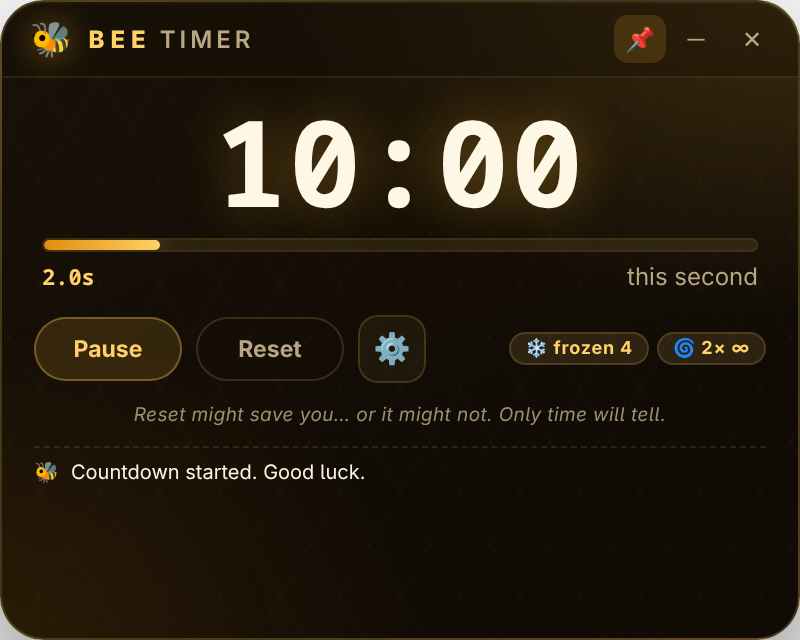 BEE TIMER
10:00
2.0s this second
Pause Reset frozen 4 2× ∞
Reset might save you... or it might not. Only time will tell.
Countdown started. Good luck.